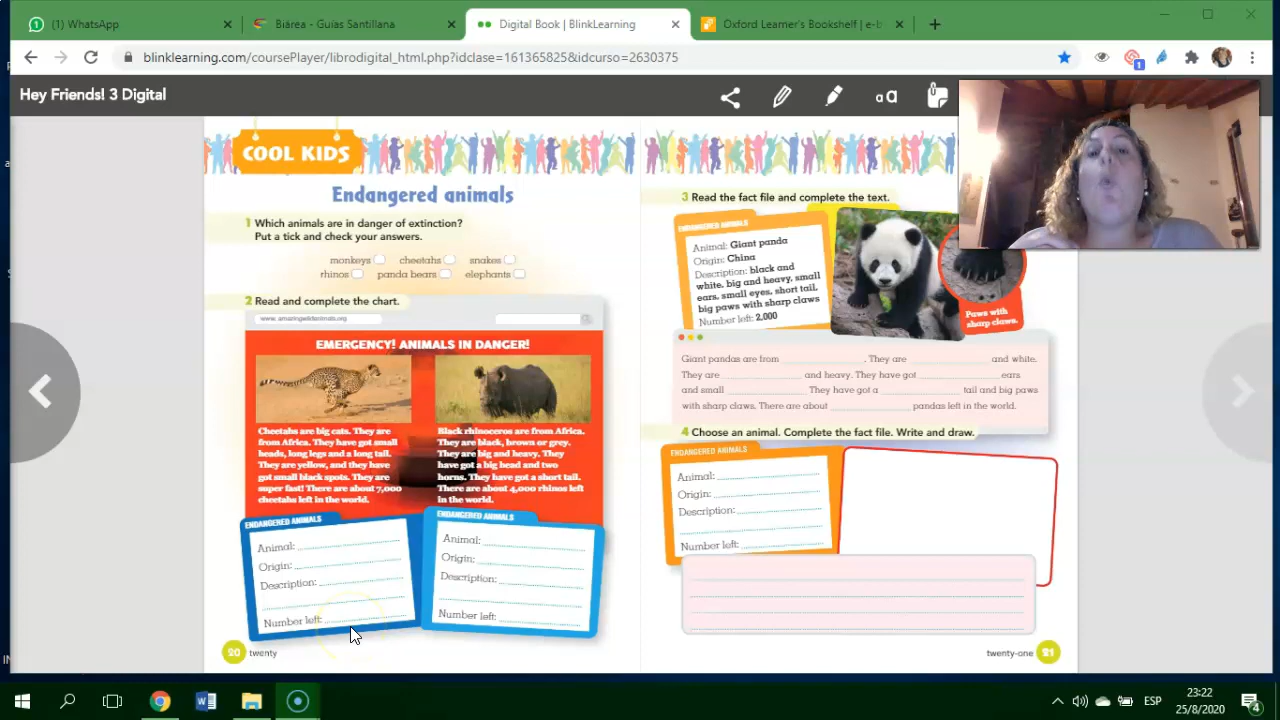 (1) WhatsApp
Biárea - Guías Santillana
Digital Book | BlinkLearning
Oxford Learner's Bookshelf | e-b
blinklearning.com/coursePlayer/librodigital_html.php?idclase=161365825&idcurso=2630375
Hey Friends! 3 Digital
aA
COOL KIDS
Endangered animals
1 Which animals are in danger of extinction?
Put a tick and check your answers.
monkeys cheetahs snakes
rhinos panda bears elephants
2 Read and complete the chart.
www. amazingwildanimals.org
EMERGENCY! ANIMALS IN DANGER!
Cheetahs are big cats. They are
from Africa. They have got small
heads, long legs and a long tail.
They are yellow, and they have
got small black spots. They are
super fast! There are about 7,000
cheetahs left in the world.
Black rhinoceros are from Africa.
They are black, brown or grey.
They are big and heavy. They
have got a big head and two
horns. They have got a short tail.
There are about 4,000 rhinos left
in the world.
ENDANGERED ANIMALS
Animal:
Origin:
Description:
Number left:
ENDANGERED ANIMALS
Animal:
Origin:
Description:
Number left:
20 twenty
3 Read the fact file and complete the text.
ENDANGERED ANIMALS
Animal: Giant panda
Origin: China
Description: black and
white, big and heavy, small
ears, small eyes, short tail,
big paws with sharp claws
Number left: 2,000
Paws with
sharp claws.
Giant pandas are from . They are and white.
They are and heavy. They have got ears
and small They have got a tail and big paws
with sharp claws. There are about pandas left in the world.
4 Choose an animal. Complete the fact file. Write and draw.
ENDANGERED ANIMALS
Animal:
Origin:
Description:
Number left:
twenty-one 21
ESP
23:22
25/8/2020
4